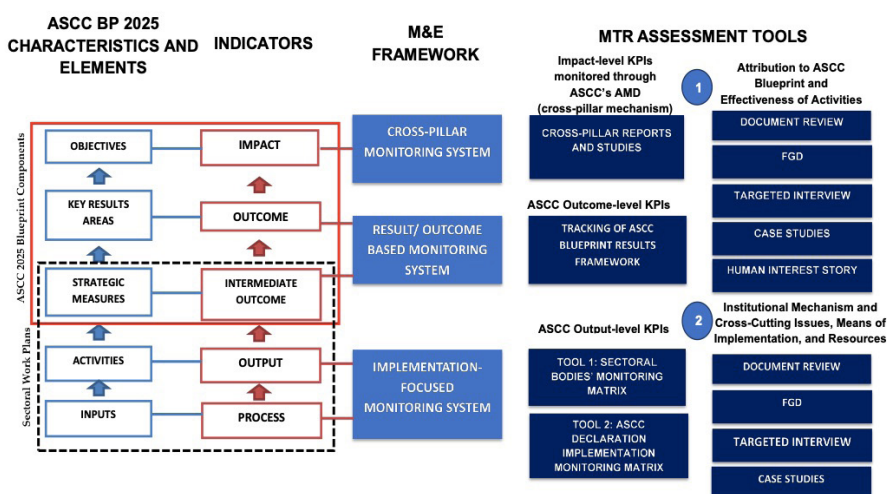 ASCC BP 2025
CHARACTERISTICS AND
ELEMENTS
INDICATORS
M&E
FRAMEWORK
MTR ASSESSMENT TOOLS
Impact-level KPIs
monitored through
ASCC's AMD
(cross-pillar mechanism)
1
Attribution to ASCC
Blueprint and
Effectiveness of Activities
ASCC 2025 Blueprint Components
Sectoral Work Plans
OBJECTIVES
IMPACT
CROSS-PILLAR
MONITORING SYSTEM
CROSS-PILLAR REPORTS
AND STUDIES
DOCUMENT REVIEW
FGD
TARGETED INTERVIEW
CASE STUDIES
HUMAN INTEREST STORY
KEY RESULTS
AREAS
OUTCOME
RESULT/ OUTCOME
BASED MONITORING
SYSTEM
ASCC Outcome-level KPIs
TRACKING OF ASCC
BLUEPRINT RESULTS
FRAMEWORK
STRATEGIC
MEASURES
INTERMEDIATE
OUTCOME
2
Institutional Mechanism and
Cross-Cutting Issues, Means of
Implementation, and Resources
ASCC Output-level KPIs
ACTIVITIES
OUTPUT
IMPLEMENTATION-
FOCUSED
MONITORING SYSTEM
TOOL 1: SECTORAL
BODIES' MONITORING
MATRIX
DOCUMENT REVIEW
FGD
INPUTS
PROCESS
TOOL 2: ASCC
DECLARATION
IMPLEMENTATION
MONITORING MATRIX
TARGETED INTERVIEW
CASE STUDIES